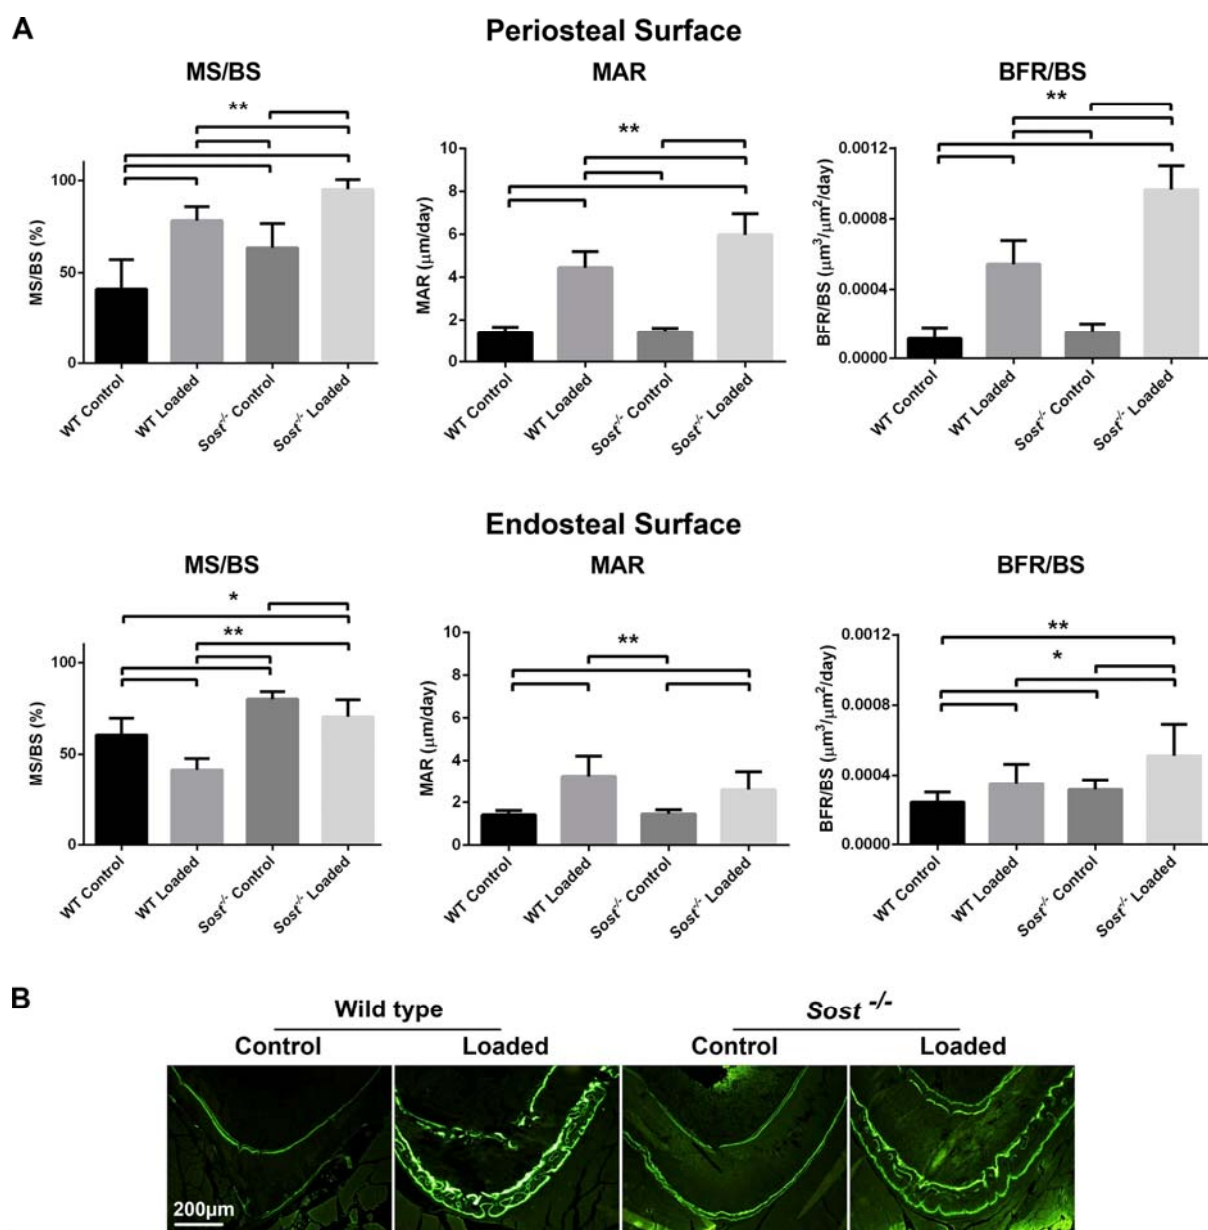 A
Periosteal Surface
MS/BS
MAR
BFR/BS
**
**
**
MS/BS (%)
100
50
0
WT Control
WT Loaded
Sost-/- Control
Sost-/- Loaded
MAR (µm/day)
10
8
6
4
2
0
WT Control
WT Loaded
Sost-/- Control
Sost-/- Loaded
BFR/BS (µm³/µm²/day)
0.0012
0.0008
0.0004
0.0000
WT Control
WT Loaded
Sost-/- Control
Sost-/- Loaded
Endosteal Surface
MS/BS
MAR
BFR/BS
*
**
**
**
*
MS/BS (%)
100
50
0
WT Control
WT Loaded
Sost-/- Control
Sost-/- Loaded
MAR (µm/day)
10
8
6
4
2
0
WT Control
WT Loaded
Sost-/- Control
Sost-/- Loaded
BFR/BS (µm³/µm²/day)
0.0012
0.0008
0.0004
0.0000
WT Control
WT Loaded
Sost-/- Control
Sost-/- Loaded
B
Wild type
Sost -/-
Control
Loaded
Control
Loaded
200µm